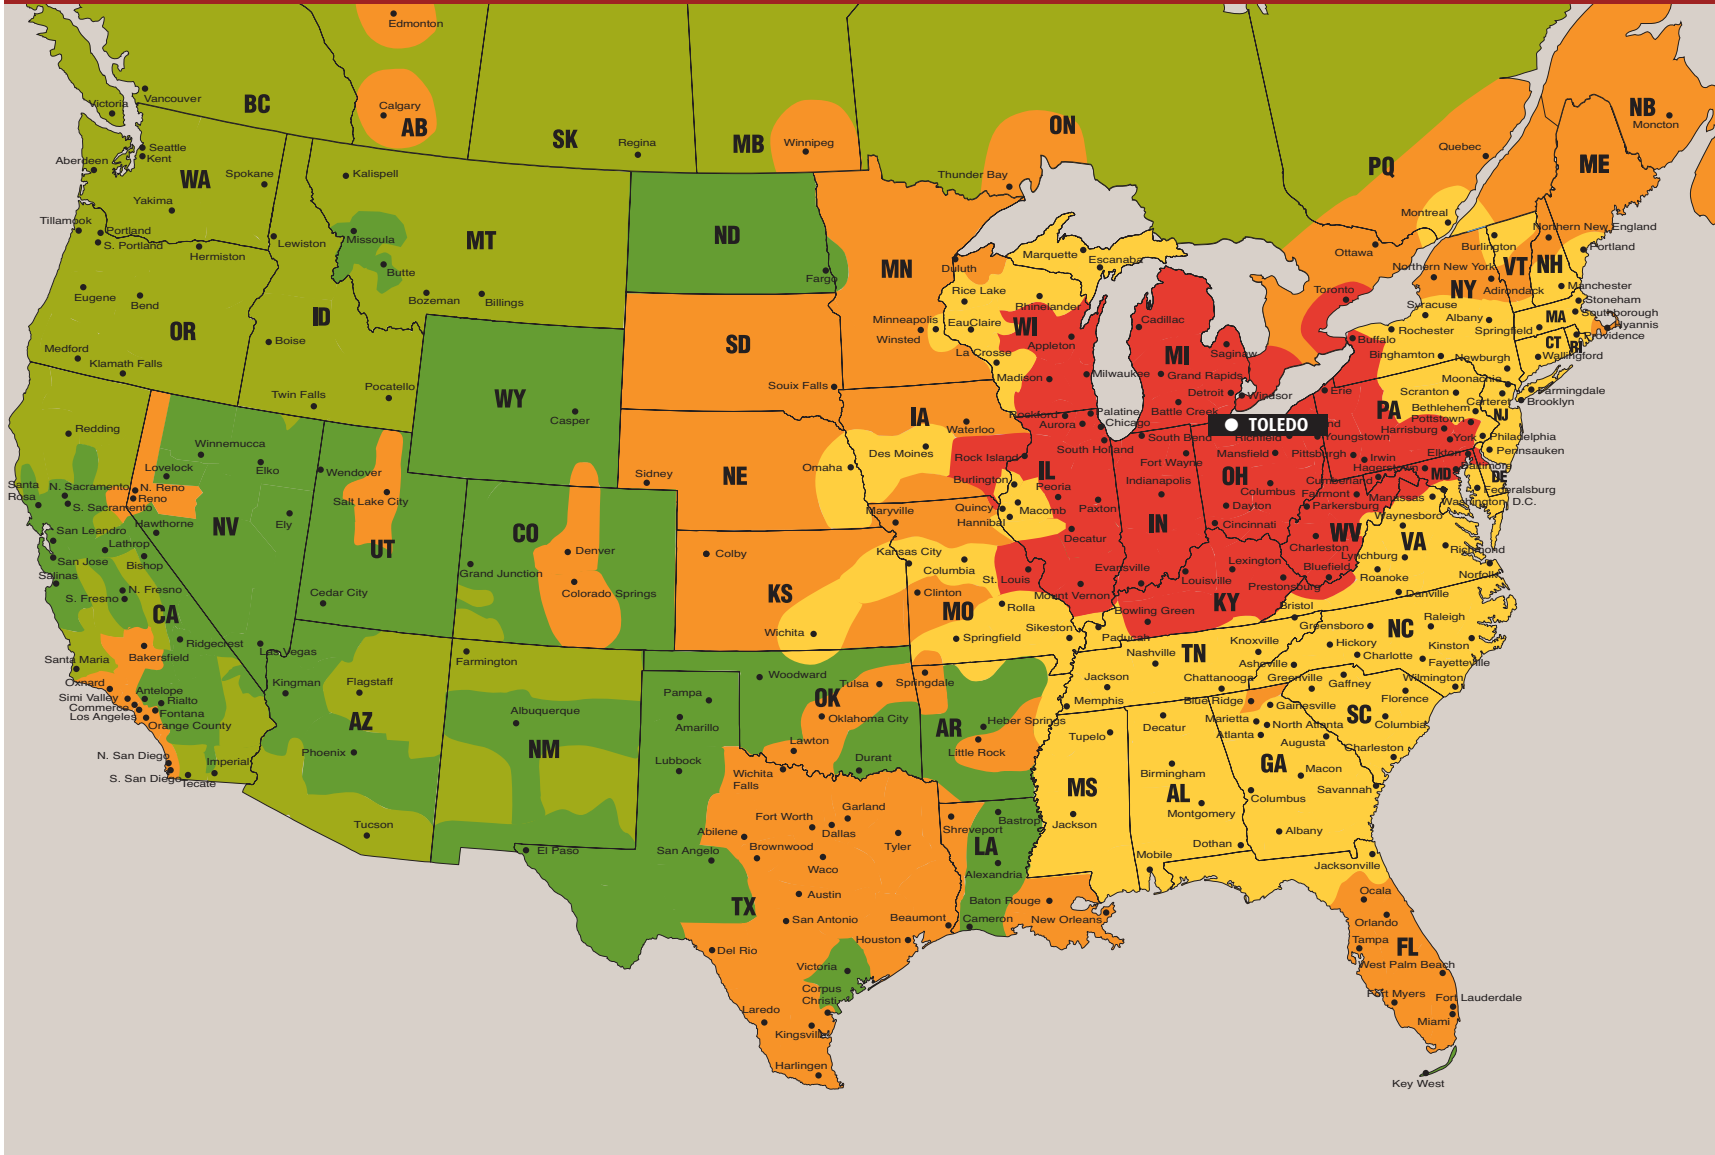 Edmonton
Calgary
AB
Vancouver
Victoria
BC
SK
Regina
MB
Winnipeg
ON
Thunder Bay
PQ
Quebec
Montreal
Ottawa
NB
Moncton
ME
Seattle
Kent
Aberdeen
WA
Spokane
Yakima
Kalispell
Tillamook
Portland
S. Portland
Hermiston
Lewiston
Missoula
MT
Butte
Bozeman
Billings
ND
Fargo
MN
Duluth
Marquette
Escanaba
Rice Lake
Rhinelander
Minneapolis
EauClaire
WI
Winsted
Appleton
La Crosse
Madison
Milwaukee
Cadillac
MI
Saginaw
Grand Rapids
Detroit
Windsor
Battle Creek
Toronto
Buffalo
Erie
Burlington
Northern New England
Portland
VT
NH
Northern New York
NY
Adirondack
Manchester
Stoneham
Syracuse
Albany
MA
Southborough
Hyannis
Rochester
Springfield
CT
RI
Providence
Binghamton
Newburgh
Wallingford
Moonachie
Scranton
Farmingdale
Carteret
Brooklyn
Eugene
Bend
OR
ID
Boise
Medford
Klamath Falls
Twin Falls
Pocatello
WY
Casper
SD
Souix Falls
IA
Waterloo
Des Moines
Omaha
NE
Sidney
Rockford
Palatine
Aurora
Chicago
South Holland
South Bend
TOLEDO
nd
Richfield
Youngstown
Fort Wayne
Mansfield
Pittsburgh
Irwin
PA
Bethlehem
Pottstown
NJ
Harrisburg
York
Philadelphia
Pennsauken
Elkton
Hagerstown
MD
Baltimore
DE
Cumberland
Federalsburg
Washington, D.C.
Fairmont
Manassas
Rock Island
IL
Burlington
Peoria
Indianapolis
OH
Columbus
Dayton
Parkersburg
Quincy
Macomb
Paxton
Hannibal
IN
Cincinnati
WV
Waynesboro
VA
Decatur
Charleston
Lynchburg
Richmond
Maryville
Kansas City
Columbia
St. Louis
Evansville
Lexington
Bluefield
Roanoke
Norfolk
Louisville
Prestonsburg
Danville
Mount Vernon
KY
Bowling Green
Bristol
Redding
Winnemucca
Lovelock
Elko
Wendover
Santa Rosa
N. Sacramento
N. Reno
Reno
S. Sacramento
Salt Lake City
San Leandro
Hawthorne
NV
Ely
UT
Lathrop
San Jose
Bishop
Salinas
N. Fresno
S. Fresno
CA
Cedar City
CO
Denver
Grand Junction
Colorado Springs
Colby
KS
Wichita
Clinton
MO
Rolla
Springfield
Sikeston
Paducah
Ridgecrest
Las Vegas
Santa Maria
Bakersfield
Oxnard
Simi Valley
Antelope
Commerce
Rialto
Los Angeles
Fontana
Orange County
N. San Diego
S. San Diego
Imperial
Tecate
Kingman
Flagstaff
AZ
Phoenix
Tucson
Farmington
Albuquerque
NM
Woodward
Pampa
OK
Tulsa
Springdale
Oklahoma City
Amarillo
Lawton
Lubbock
Durant
Wichita Falls
AR
Heber Springs
Little Rock
Nashville
TN
Knoxville
Asheville
Jackson
Memphis
Chattanooga
Greensboro
Raleigh
NC
Hickory
Charlotte
Kinston
Fayetteville
Greenville
Gaffney
Wilmington
Florence
Blue Ridge
Gainesville
SC
Marietta
North Atlanta
Columbia
Atlanta
Augusta
Charleston
Tupelo
Decatur
Birmingham
GA
Macon
MS
AL
Columbus
Savannah
Montgomery
Jackson
Albany
Dothan
Mobile
Jacksonville
Garland
Fort Worth
Dallas
Abilene
Brownwood
Tyler
San Angelo
Waco
El Paso
Austin
TX
San Antonio
Beaumont
Houston
Del Rio
Victoria
Corpus
Christi
Laredo
Kingsville
Harlingen
Shreveport
Bastrop
LA
Alexandria
Baton Rouge
New Orleans
Cameron
Ocala
Orlando
Tampa
FL
West Palm Beach
Fort Myers
Fort Lauderdale
Miami
Key West